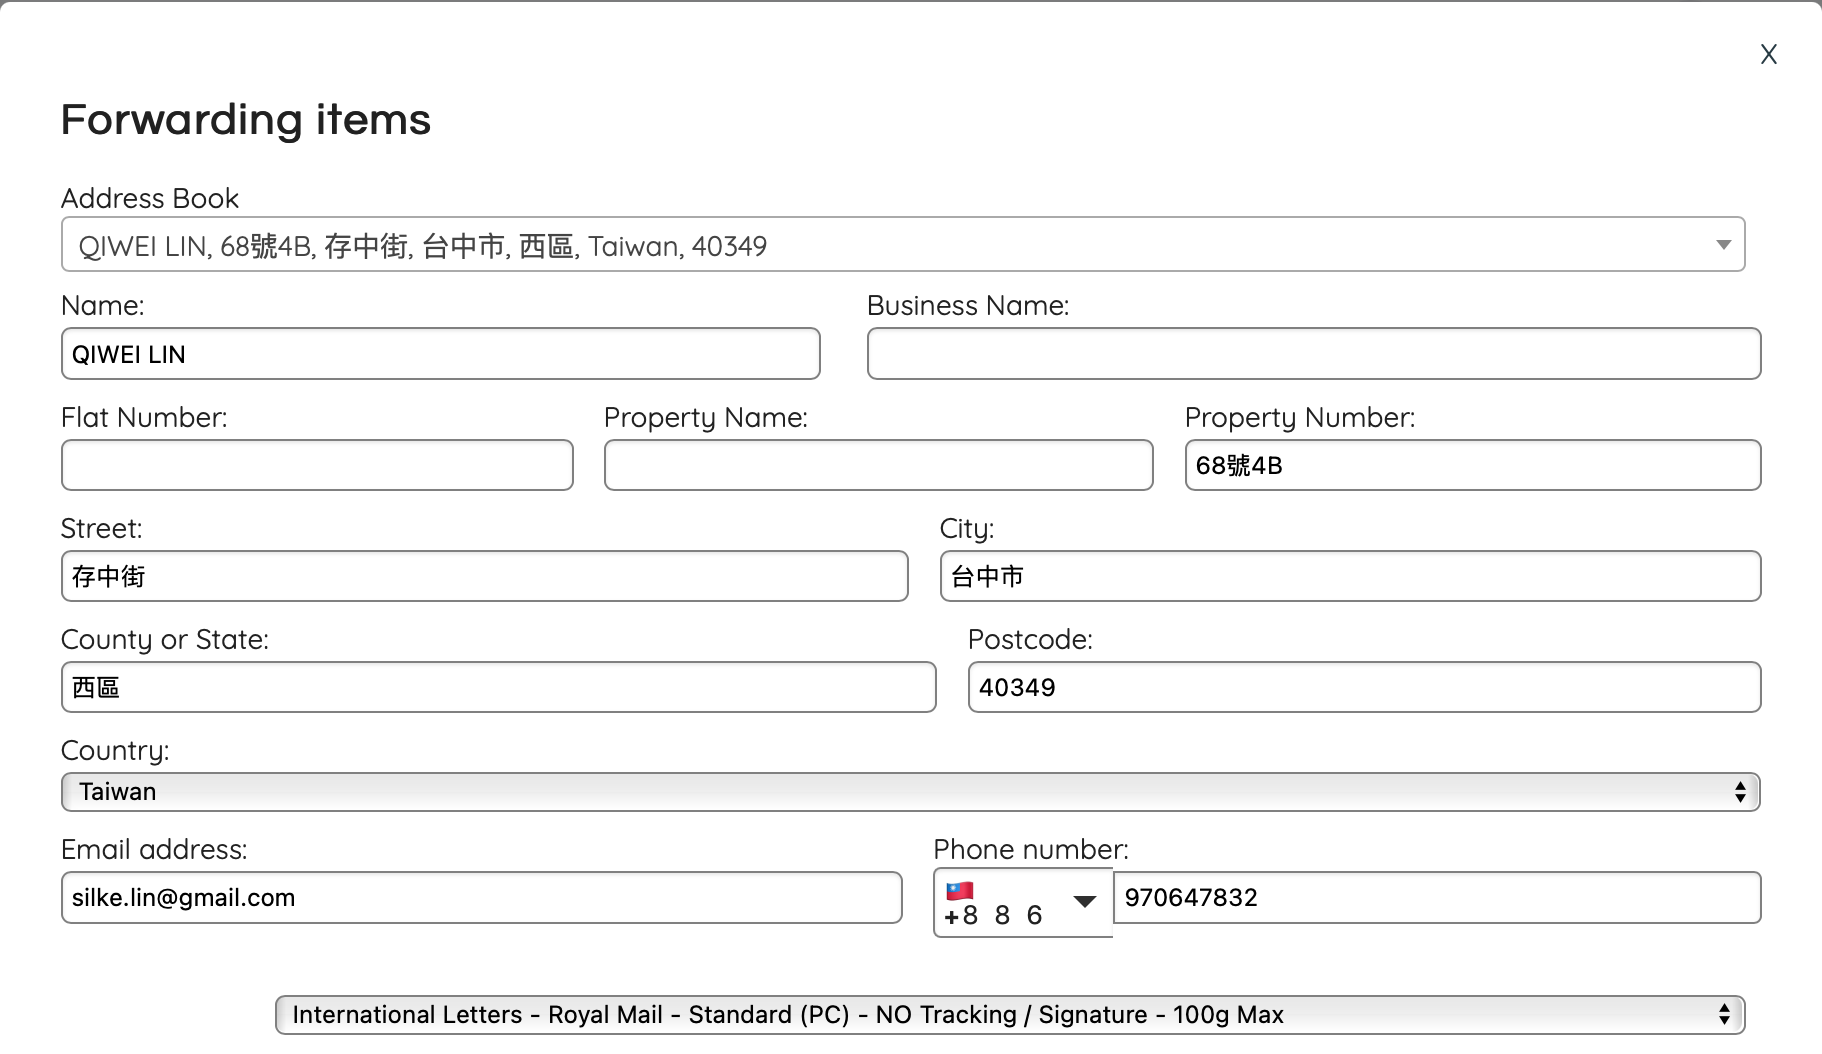 X
Forwarding items
Address Book
QIWEI LIN, 68號4B, 存中街, 台中市, 西區, Taiwan, 40349
Name: Business Name:
QIWEI LIN
Flat Number: Property Name: Property Number:
68號4B
Street: City:
存中街 台中市
County or State: Postcode:
西區 40349
Country:
Taiwan
Email address: Phone number:
silke.lin@gmail.com +8 8 6 970647832
International Letters - Royal Mail - Standard (PC) - NO Tracking / Signature - 100g Max